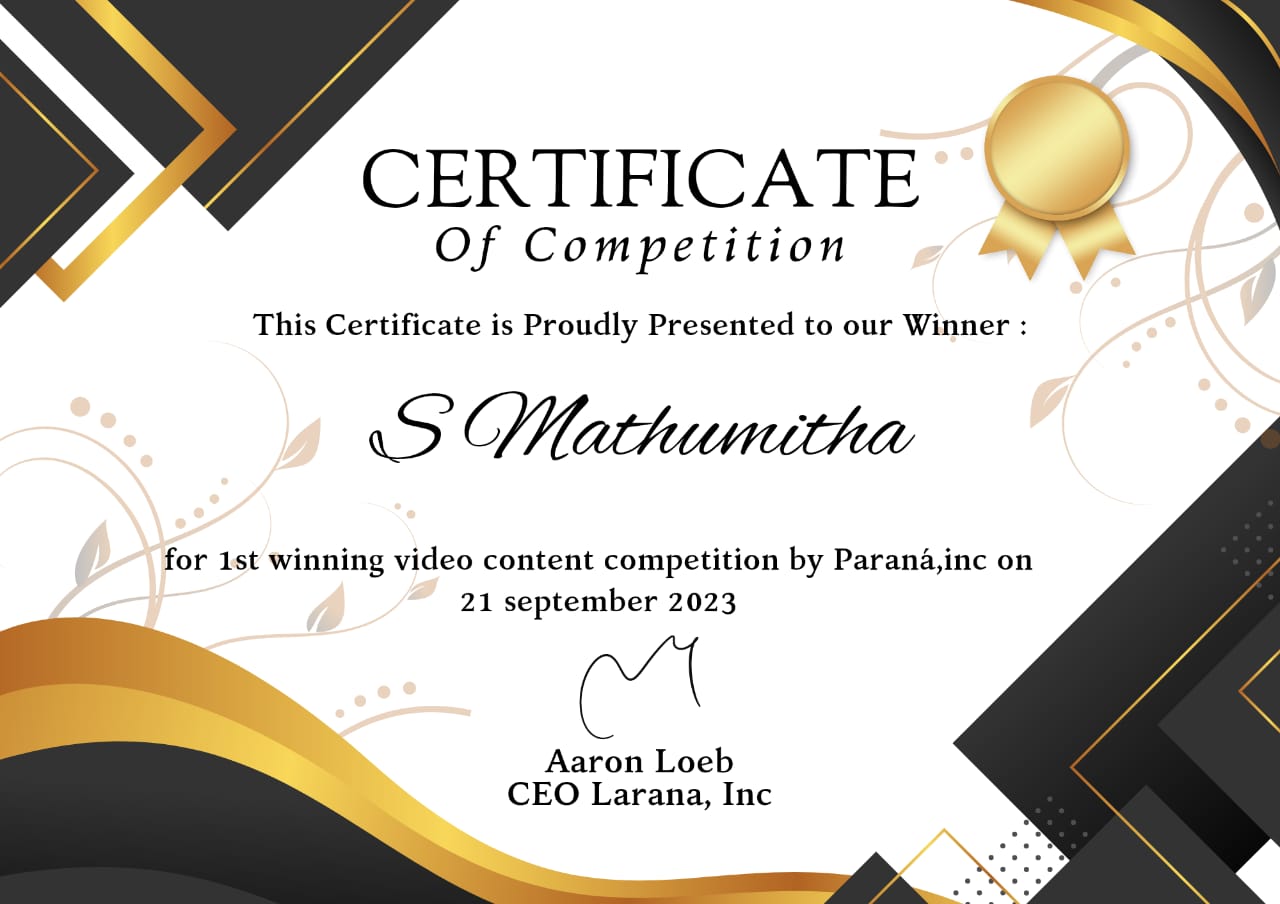 CERTIFICATE
Of Competition
This Certificate is Proudly Presented to our Winner :
S Mathumitha
for 1st winning video content competition by Paraná,inc on
21 september 2023
Aaron Loeb
CEO Larana, Inc